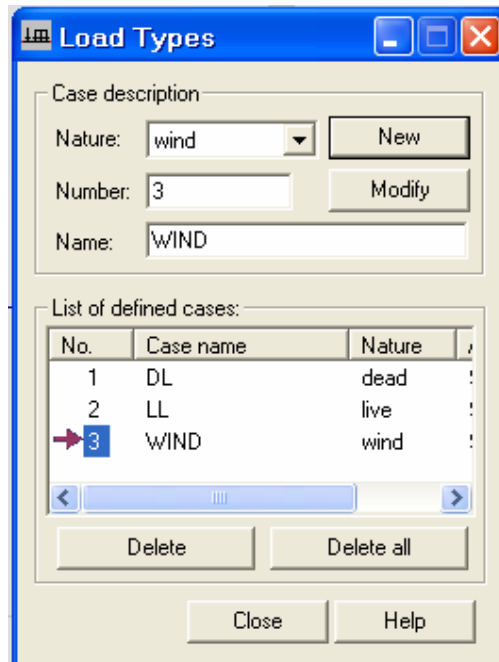 Load Types
Case description
Nature: wind New
Number: 3 Modify
Name: WIND
List of defined cases:
No. Case name Nature
1 DL dead
2 LL live
3 WIND wind
Delete Delete all
Close Help